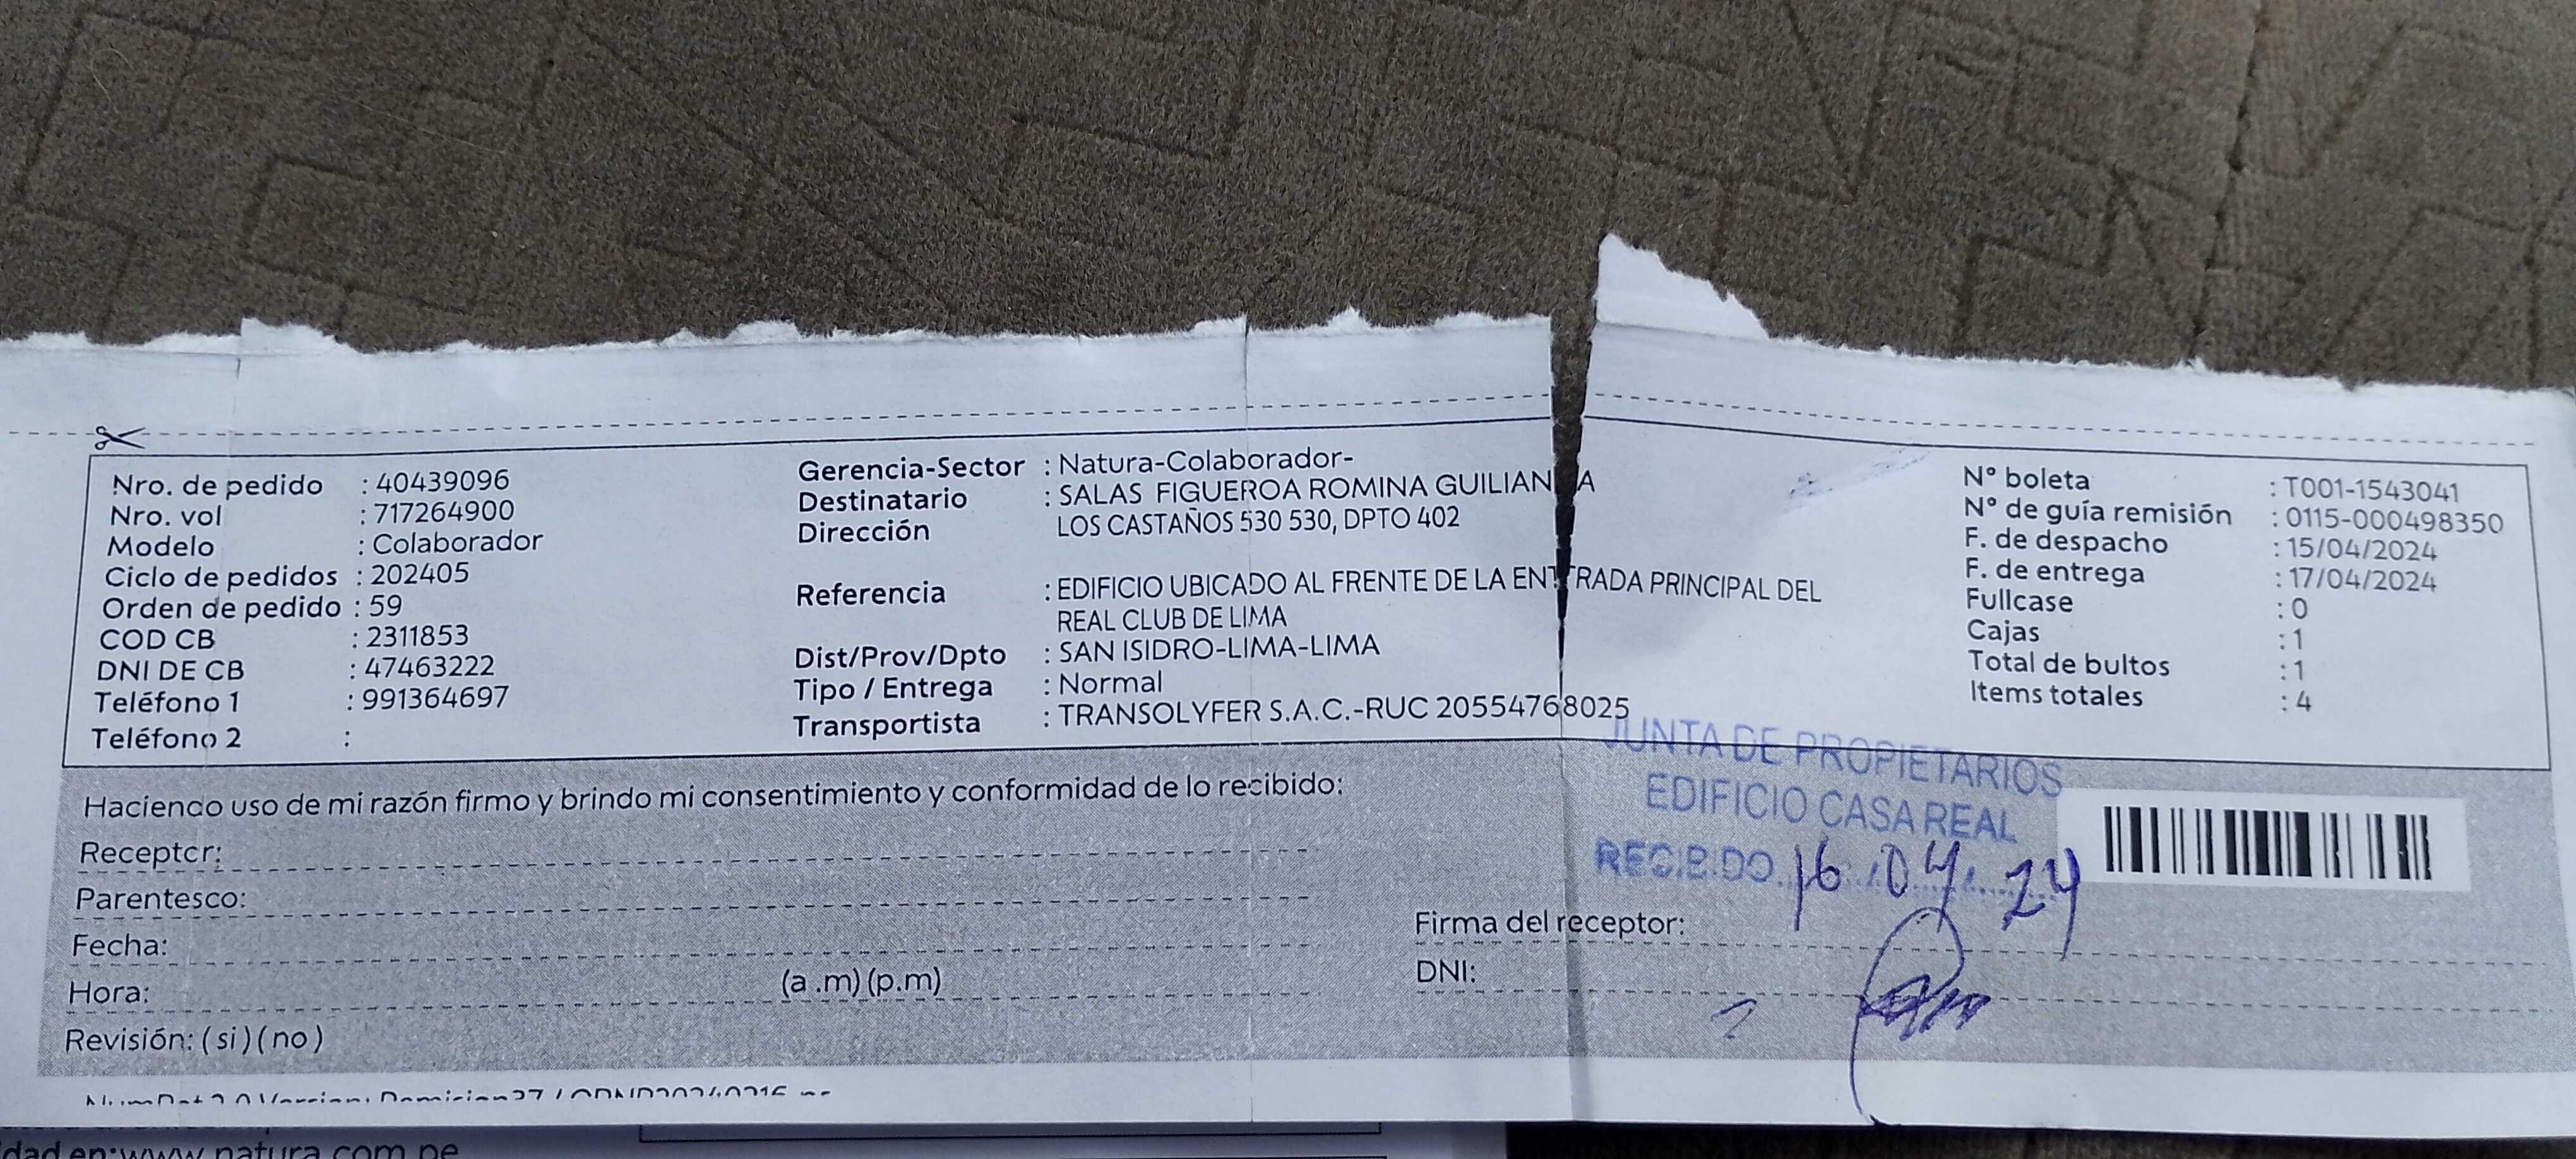 Nro. de pedido : 40439096
Nro. vol : 717264900
Modelo : Colaborador
Ciclo de pedidos : 202405
Orden de pedido : 59
COD CB : 2311853
DNI DE CB : 47463222
Teléfono 1 : 991364697
Teléfono 2 :
Gerencia-Sector : Natura-Colaborador-
Destinatario : SALAS FIGUEROA ROMINA GUILIANNA
Dirección LOS CASTAÑOS 530 530, DPTO 402
Referencia : EDIFICIO UBICADO AL FRENTE DE LA ENTRADA PRINCIPAL DEL
REAL CLUB DE LIMA
Dist/Prov/Dpto : SAN ISIDRO-LIMA-LIMA
Tipo / Entrega : Normal
Transportista : TRANSOLYFER S.A.C.-RUC 20554768025
N° boleta : T001-1543041
N° de guía remisión : 0115-000498350
F. de despacho : 15/04/2024
F. de entrega : 17/04/2024
Fullcase : 0
Cajas : 1
Total de bultos : 1
Items totales : 4
Haciendo uso de mi razón firmo y brindo mi consentimiento y conformidad de lo recibido:
Receptor:
Parentesco:
Fecha:
Hora: (a .m) (p.m)
Revisión: ( si ) ( no )
JUNTA DE PROPIETARIOS
EDIFICIO CASA REAL
RECIBIDO 16.04.24
Firma del receptor:
DNI:
dad en:www.natura.com.pe